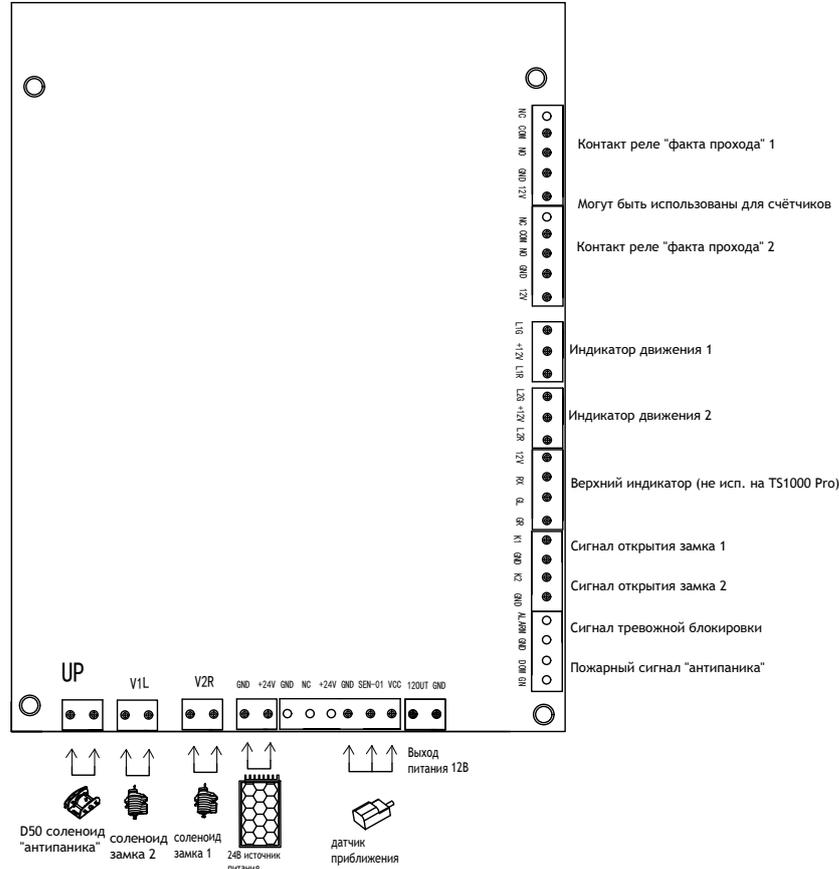 NC
COM
NO
GND
12V
Контакт реле "факта прохода" 1
Могут быть использованы для счётчиков
NC
COM
NO
GND
12V
Контакт реле "факта прохода" 2
L1G
+12V
L1R
Индикатор движения 1
L2G
+12V
L2R
Индикатор движения 2
12V
RX
GL
GR
Верхний индикатор (не исп. на TS1000 Pro)
K1
GND
Сигнал открытия замка 1
K2
GND
Сигнал открытия замка 2
ALARM
GND
Сигнал тревожной блокировки
DOM
GN
Пожарный сигнал "антипаника"
UP
V1L
V2R
GND +24V GND NC +24V GND SEN-01 VCC 12OUT GND
Выход
питания 12В
D50 соленоид
"антипаника"
соленоид
замка 2
соленоид
замка 1
24В источник
питания
датчик
приближения